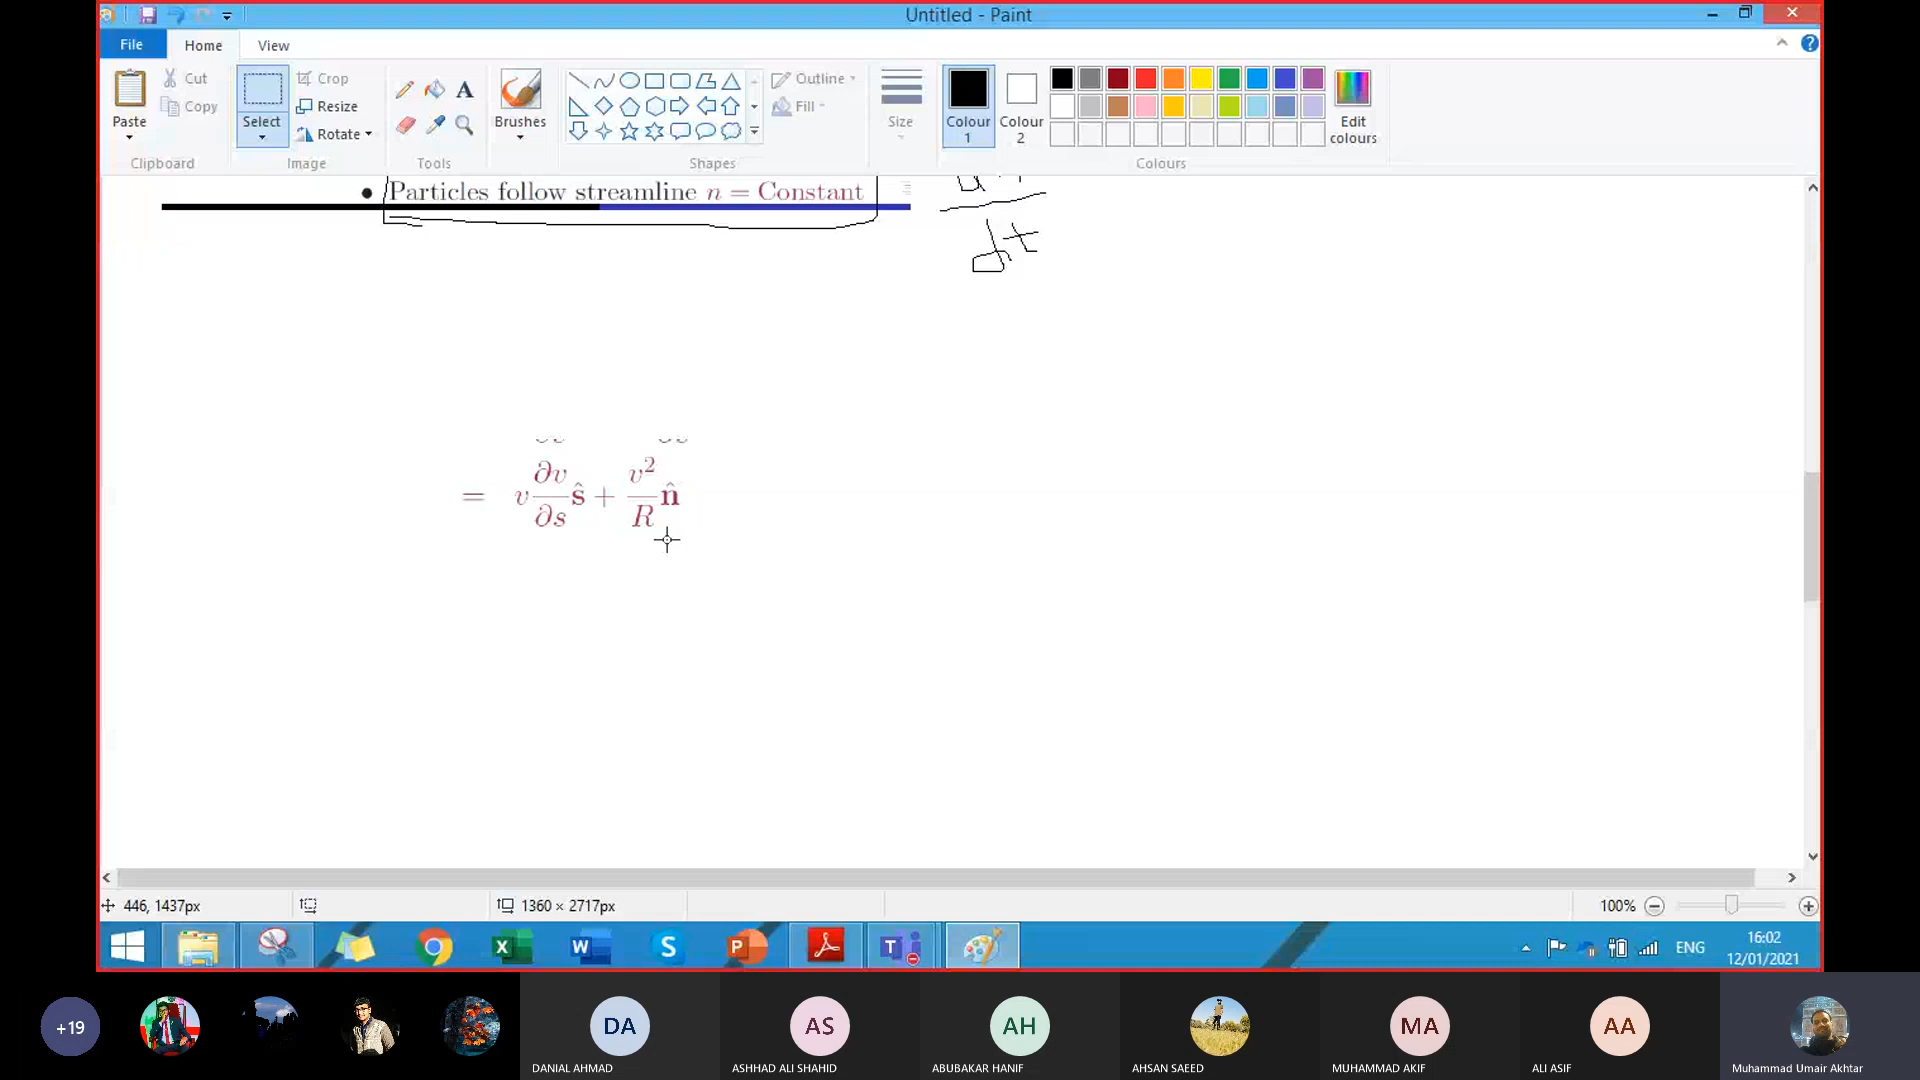 Untitled - Paint
File Home View
Paste Cut Copy Clipboard
Select Crop Resize Rotate Image
A Tools
Brushes
Outline Fill Shapes
Size
Colour 1 Colour 2 Edit colours Colours
• Particles follow streamline n = Constant
dt
= v ∂v/∂s ŝ + v²/R n̂
446, 1437px 1360 × 2717px 100%
ENG 16:02
12/01/2021
+19 DA AS AH MA AA
DANIAL AHMAD ASHHAD ALI SHAHID ABUBAKAR HANIF AHSAN SAEED MUHAMMAD AKIF ALI ASIF Muhammad Umair Akhtar